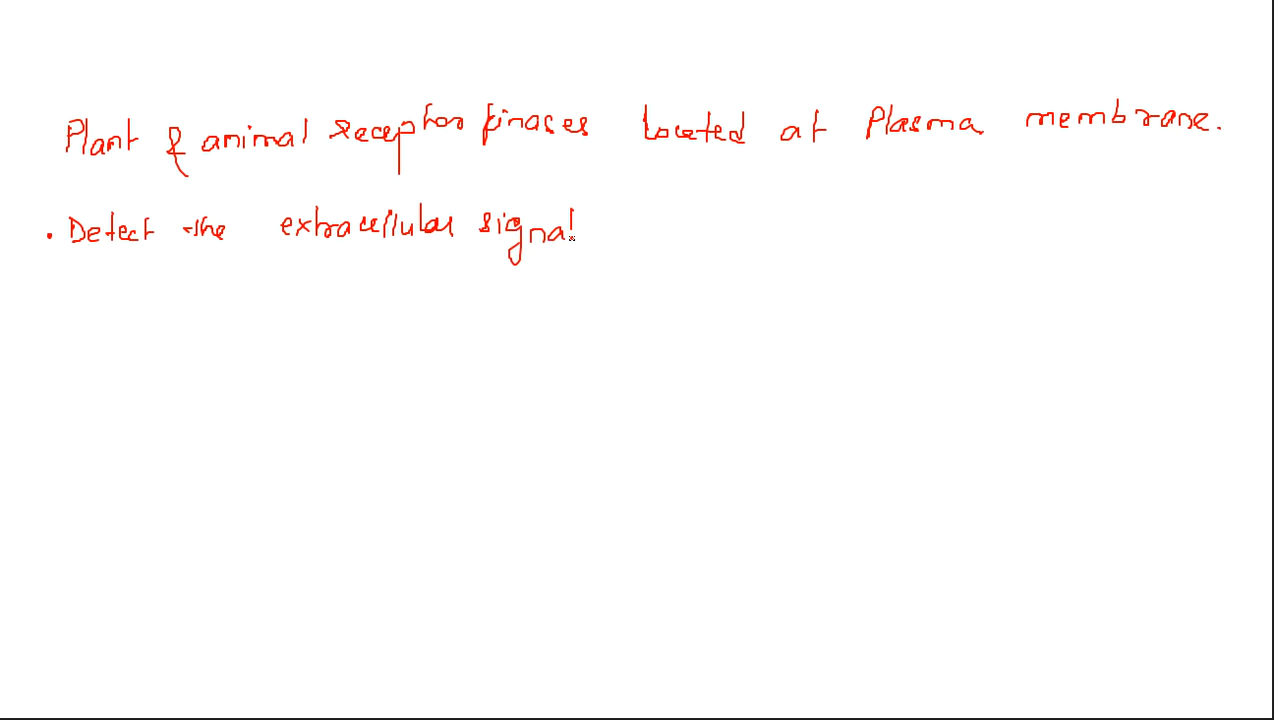 Plant & animal receptor kinases located at Plasma membrane.
• Detect the extracellular signal